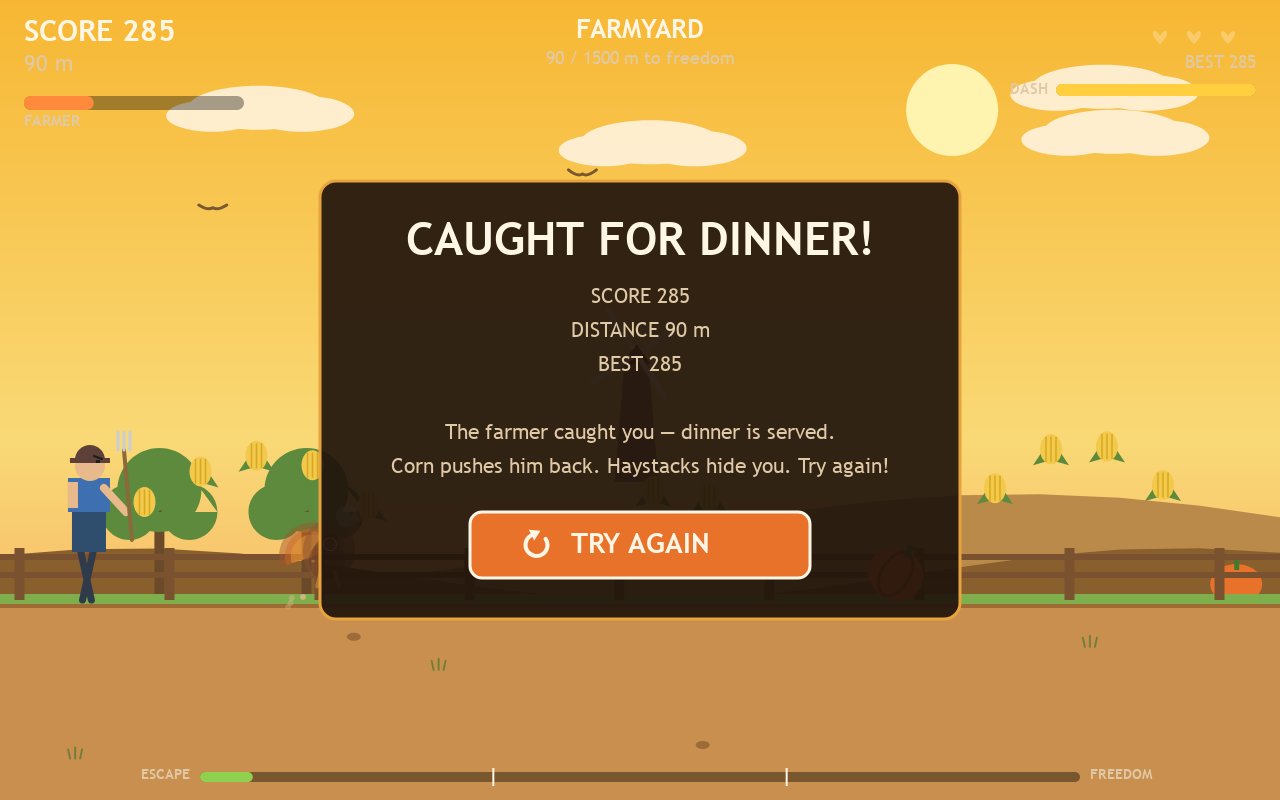 SCORE 285
90 m
FARMER
FARMYARD
90 / 1500 m to freedom
BEST 285
DASH
CAUGHT FOR DINNER!
SCORE 285
DISTANCE 90 m
BEST 285
The farmer caught you — dinner is served.
Corn pushes him back. Haystacks hide you. Try again!
TRY AGAIN
ESCAPE
FREEDOM